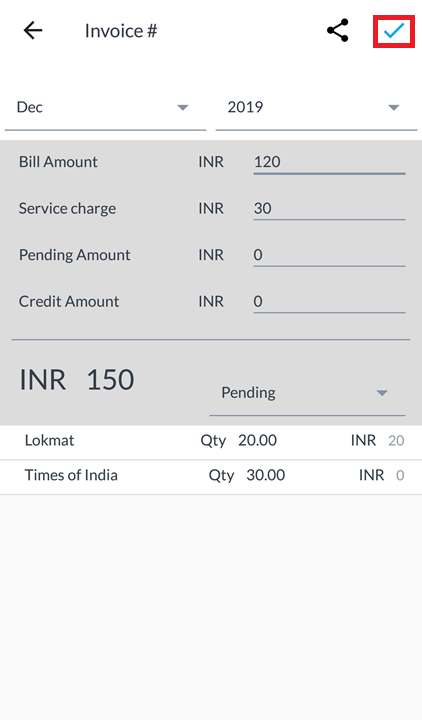 Invoice #
Dec 2019
Bill Amount INR 120
Service charge INR 30
Pending Amount INR 0
Credit Amount INR 0
INR 150
Pending
Lokmat Qty 20.00 INR 20
Times of India Qty 30.00 INR 0